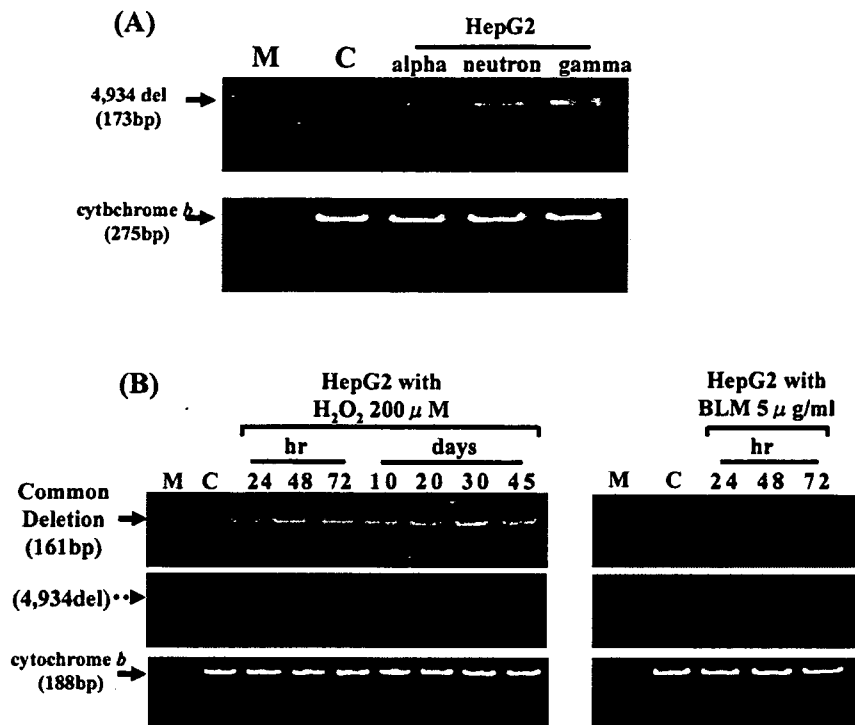 (A)
HepG2
M C alpha neutron gamma
4,934 del
(173bp)
cytbchrome b
(275bp)
(B)
HepG2 with
H₂O₂ 200 μ M
hr days
M C 24 48 72 10 20 30 45
HepG2 with
BLM 5 μ g/ml
hr
M C 24 48 72
Common
Deletion
(161bp)
(4,934del)
cytochrome b
(188bp)